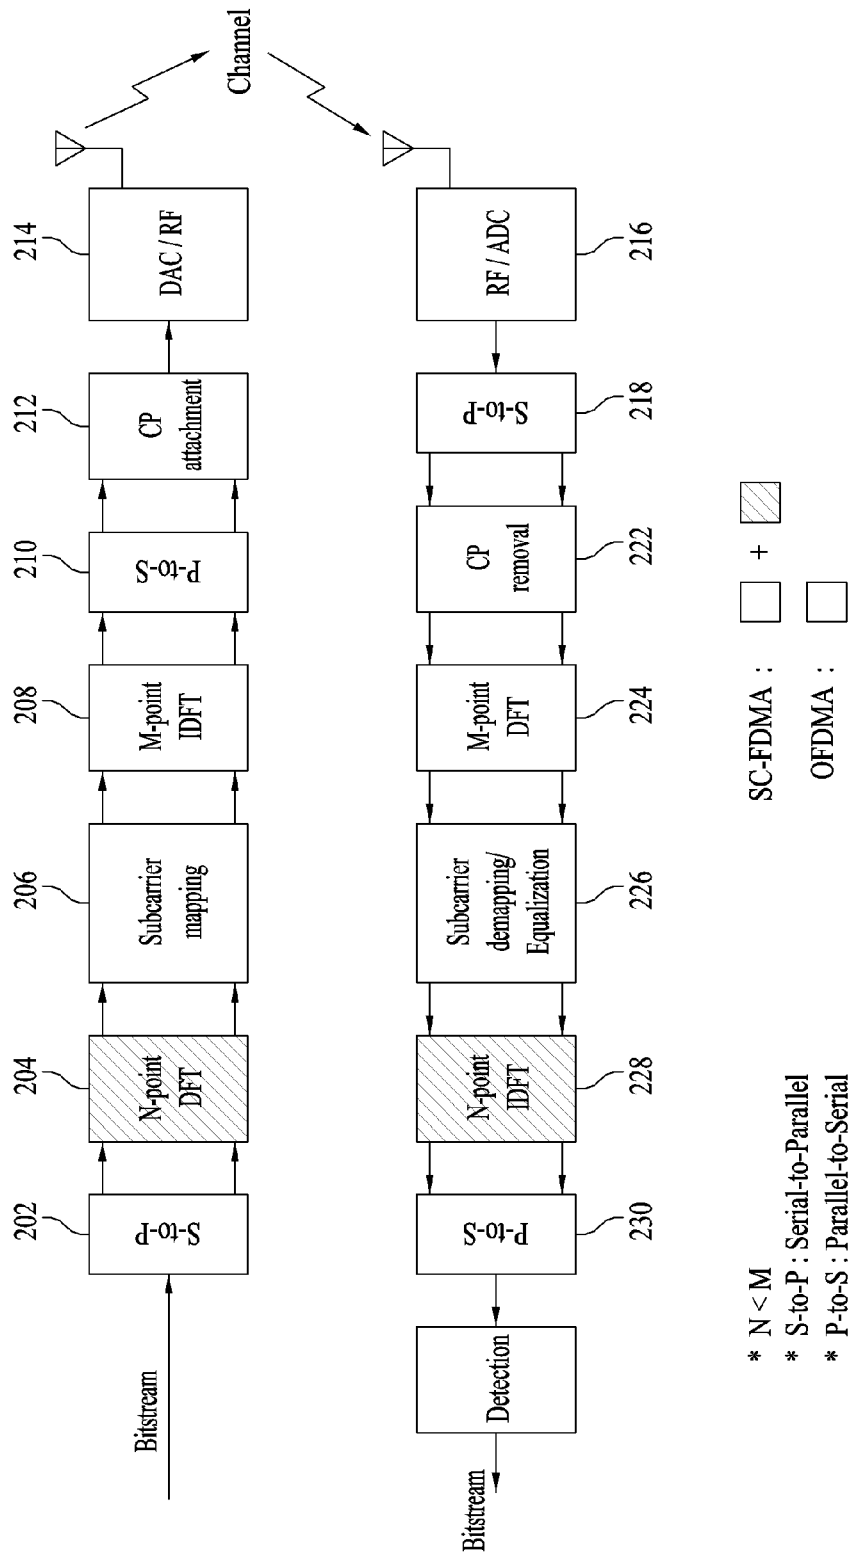 202
204
206
208
210
212
214
Bitstream
S-to-P
N-point
DFT
Subcarrier
mapping
M-point
IDFT
P-to-S
CP
attachment
DAC / RF
Channel
Bitstream
Detection
P-to-S
N-point
IDFT
Subcarrier
demapping/
Equalization
M-point
DFT
CP
removal
S-to-P
RF / ADC
230
228
226
224
222
218
216
* N < M
* S-to-P : Serial-to-Parallel
* P-to-S : Parallel-to-Serial
SC-FDMA : +
OFDMA :